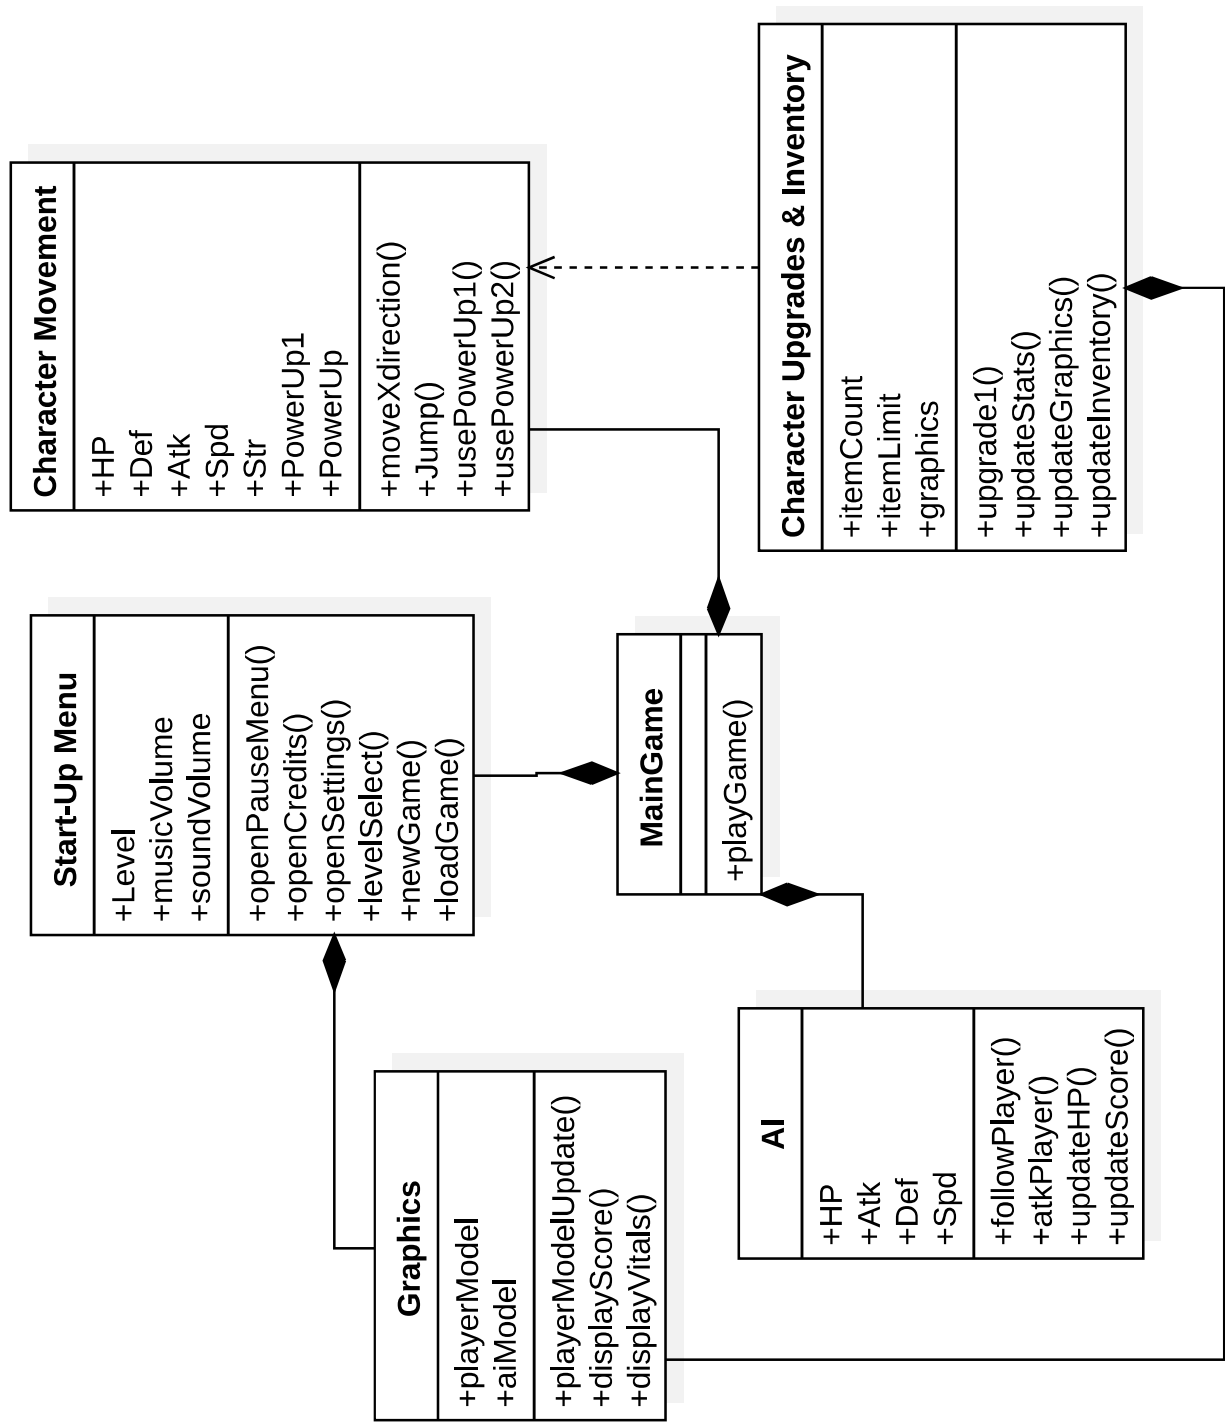 Character Movement
+HP
+Def
+Atk
+Spd
+Str
+PowerUp1
+PowerUp
+moveXdirection()
+Jump()
+usePowerUp1()
+usePowerUp2()
Character Upgrades & Inventory
+itemCount
+itemLimit
+graphics
+upgrade1()
+updateStats()
+updateGraphics()
+updateInventory()
Start-Up Menu
+Level
+musicVolume
+soundVolume
+openPauseMenu()
+openCredits()
+openSettings()
+levelSelect()
+newGame()
+loadGame()
MainGame
+playGame()
Graphics
+playerModel
+aiModel
+playerModelUpdate()
+displayScore()
+displayVitals()
AI
+HP
+Atk
+Def
+Spd
+followPlayer()
+atkPlayer()
+updateHP()
+updateScore()